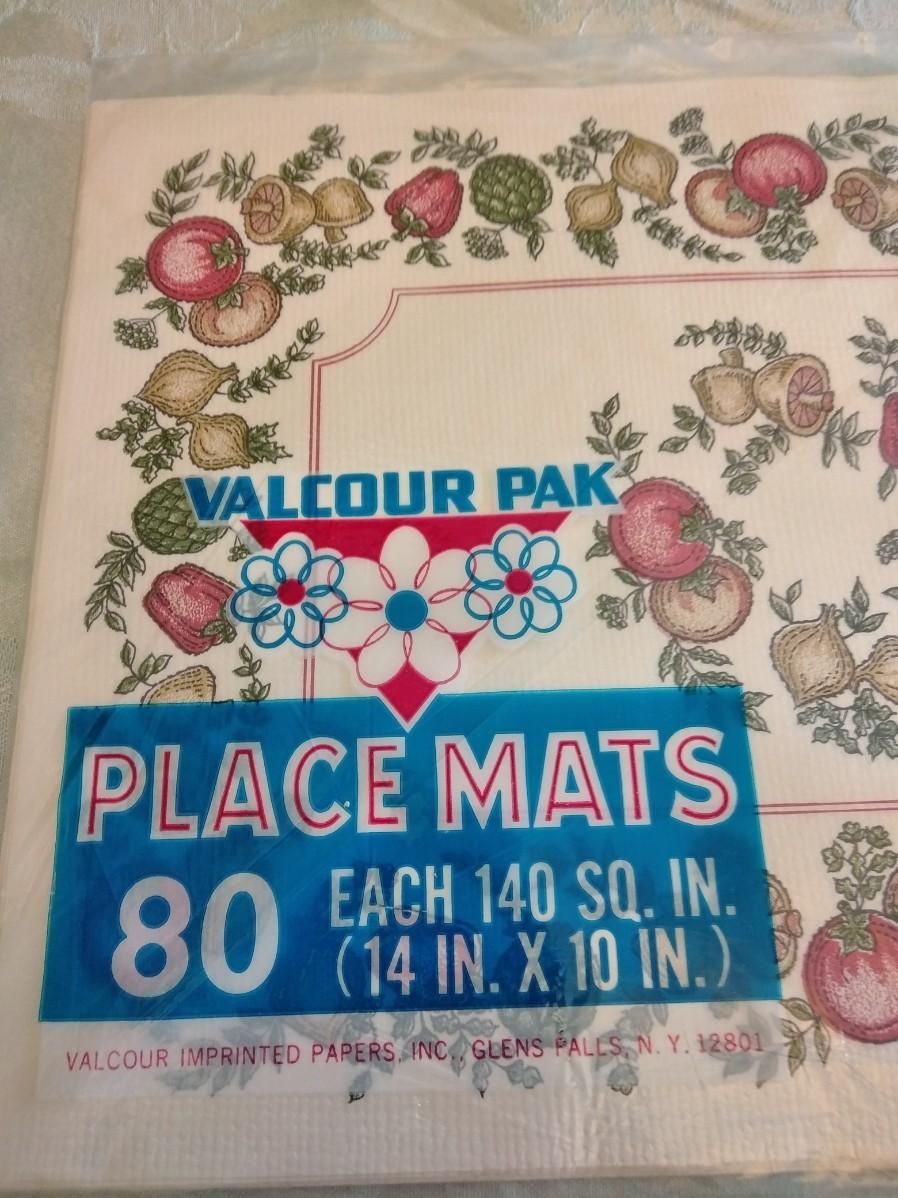 VALCOUR PAK
PLACE MATS
80
EACH 140 SQ. IN.
(14 IN. X 10 IN.)
VALCOUR IMPRINTED PAPERS, INC., GLENS FALLS, N. Y. 12801